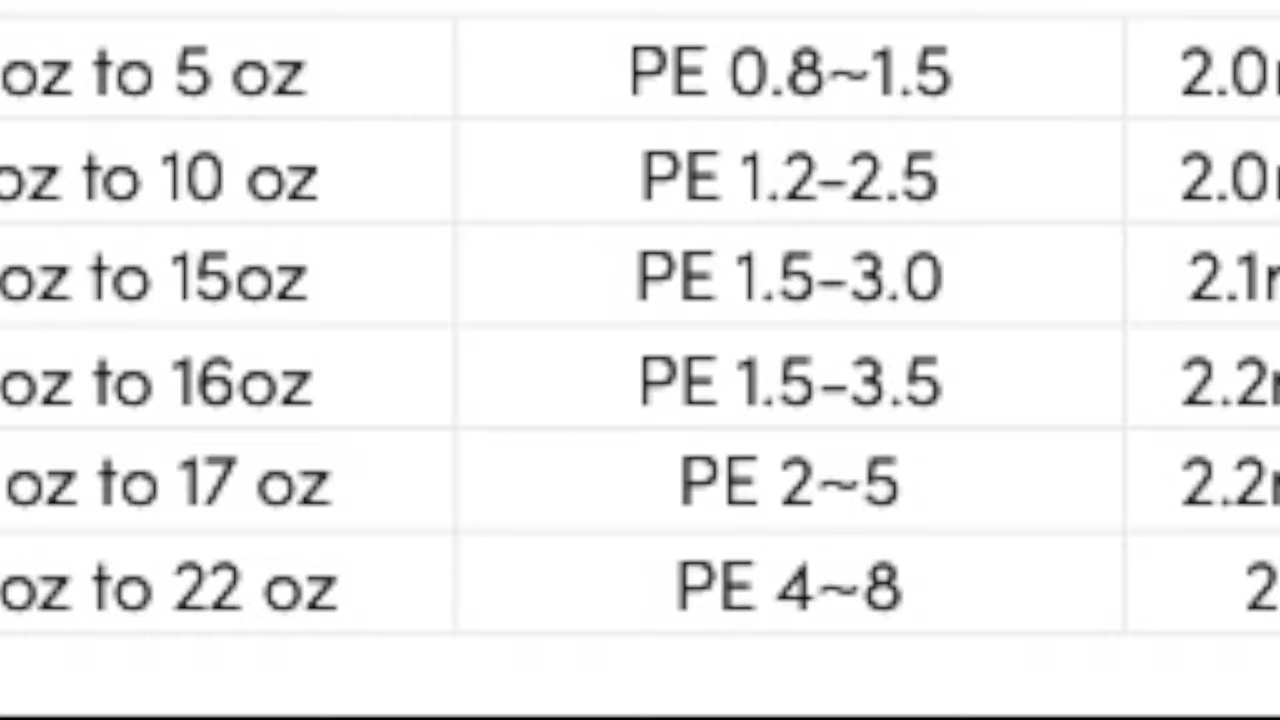 oz to 5 oz PE 0.8~1.5 2.0
oz to 10 oz PE 1.2-2.5 2.0
oz to 15oz PE 1.5-3.0 2.1
oz to 16oz PE 1.5-3.5 2.2
oz to 17 oz PE 2~5 2.2
oz to 22 oz PE 4~8 2